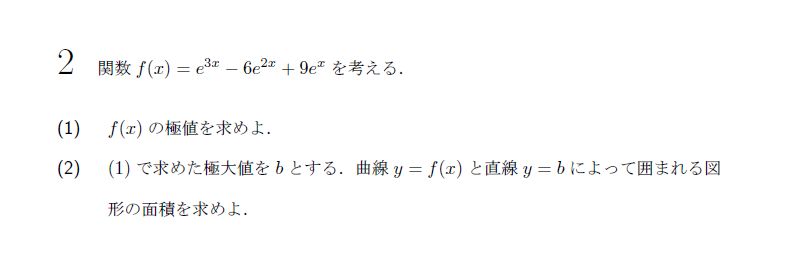 2 関数 f(x) = e^{3x} − 6e^{2x} + 9e^{x} を考える．
(1) f(x) の極値を求めよ．
(2) (1) で求めた極大値を b とする．曲線 y = f(x) と直線 y = b によって囲まれる図
形の面積を求めよ．